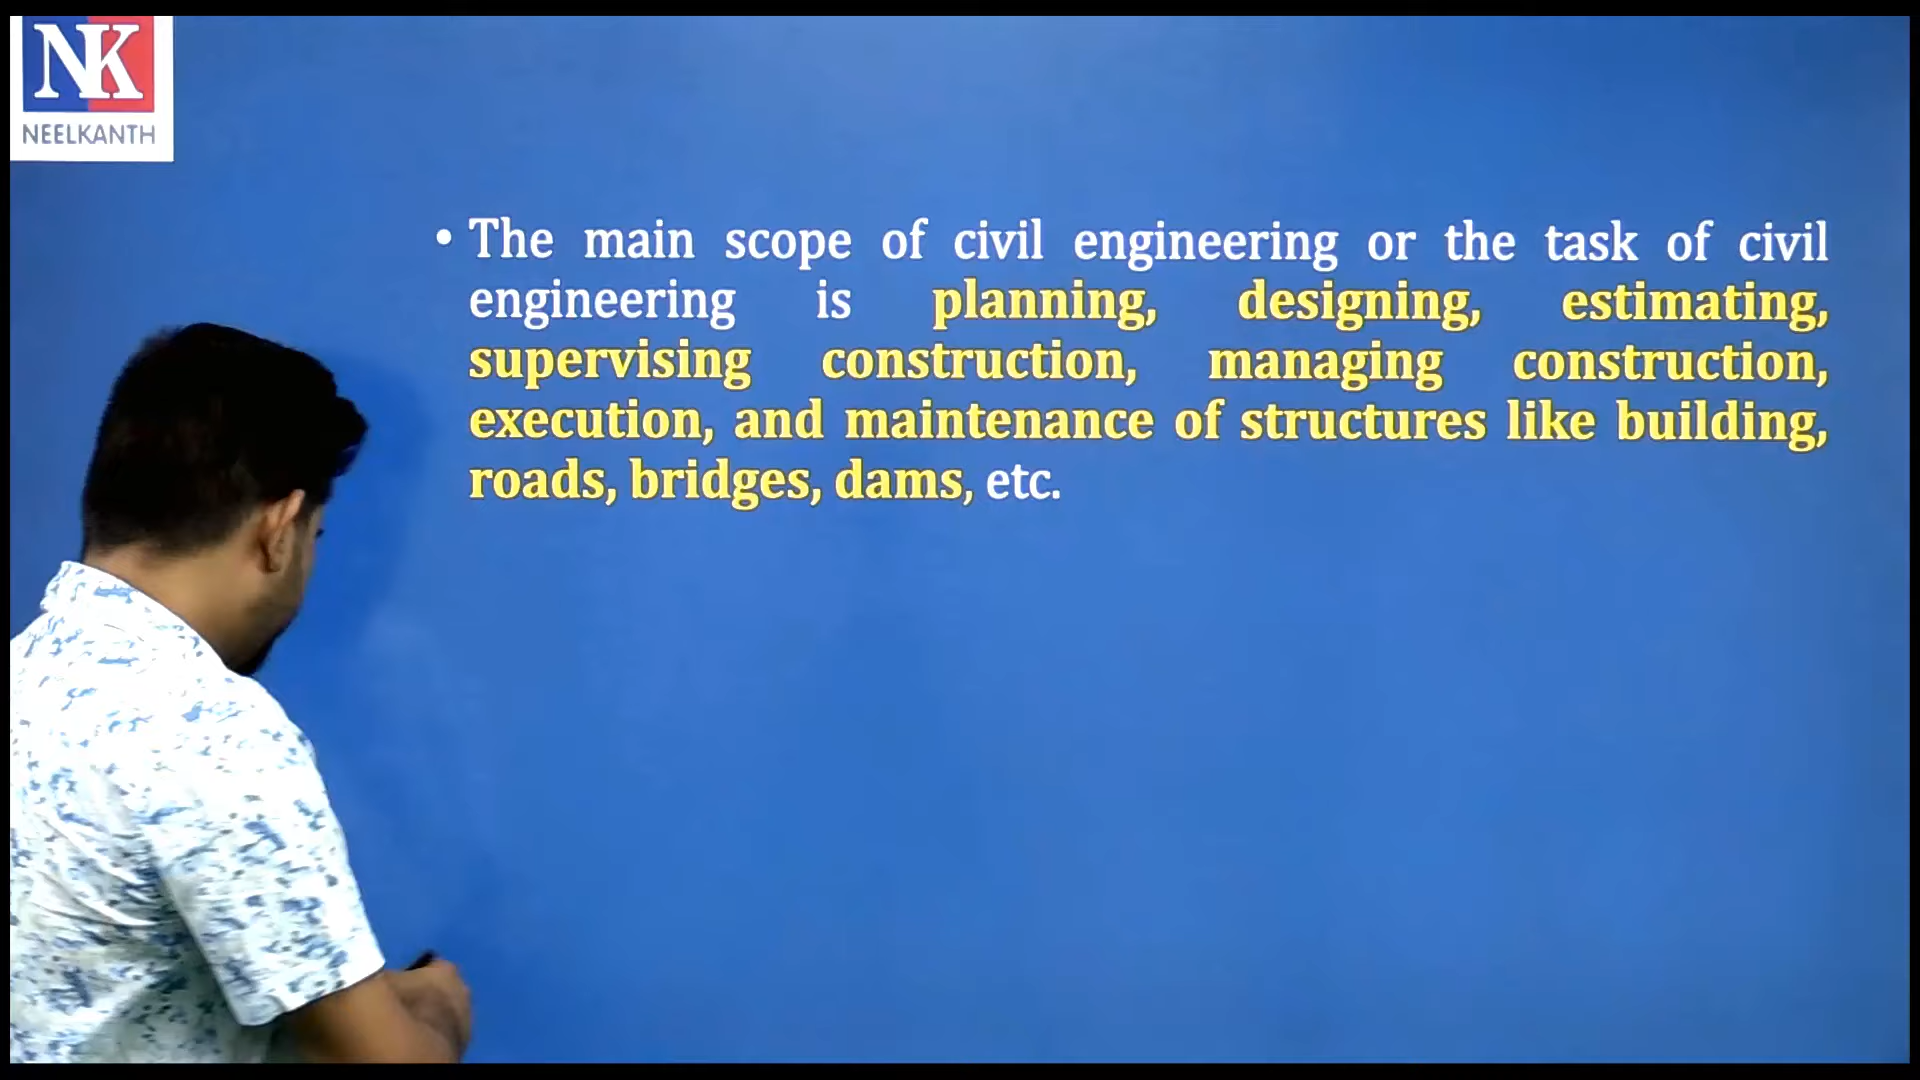 NK
NEELKANTH
• The main scope of civil engineering or the task of civil
engineering is planning, designing, estimating,
supervising construction, managing construction,
execution, and maintenance of structures like building,
roads, bridges, dams, etc.